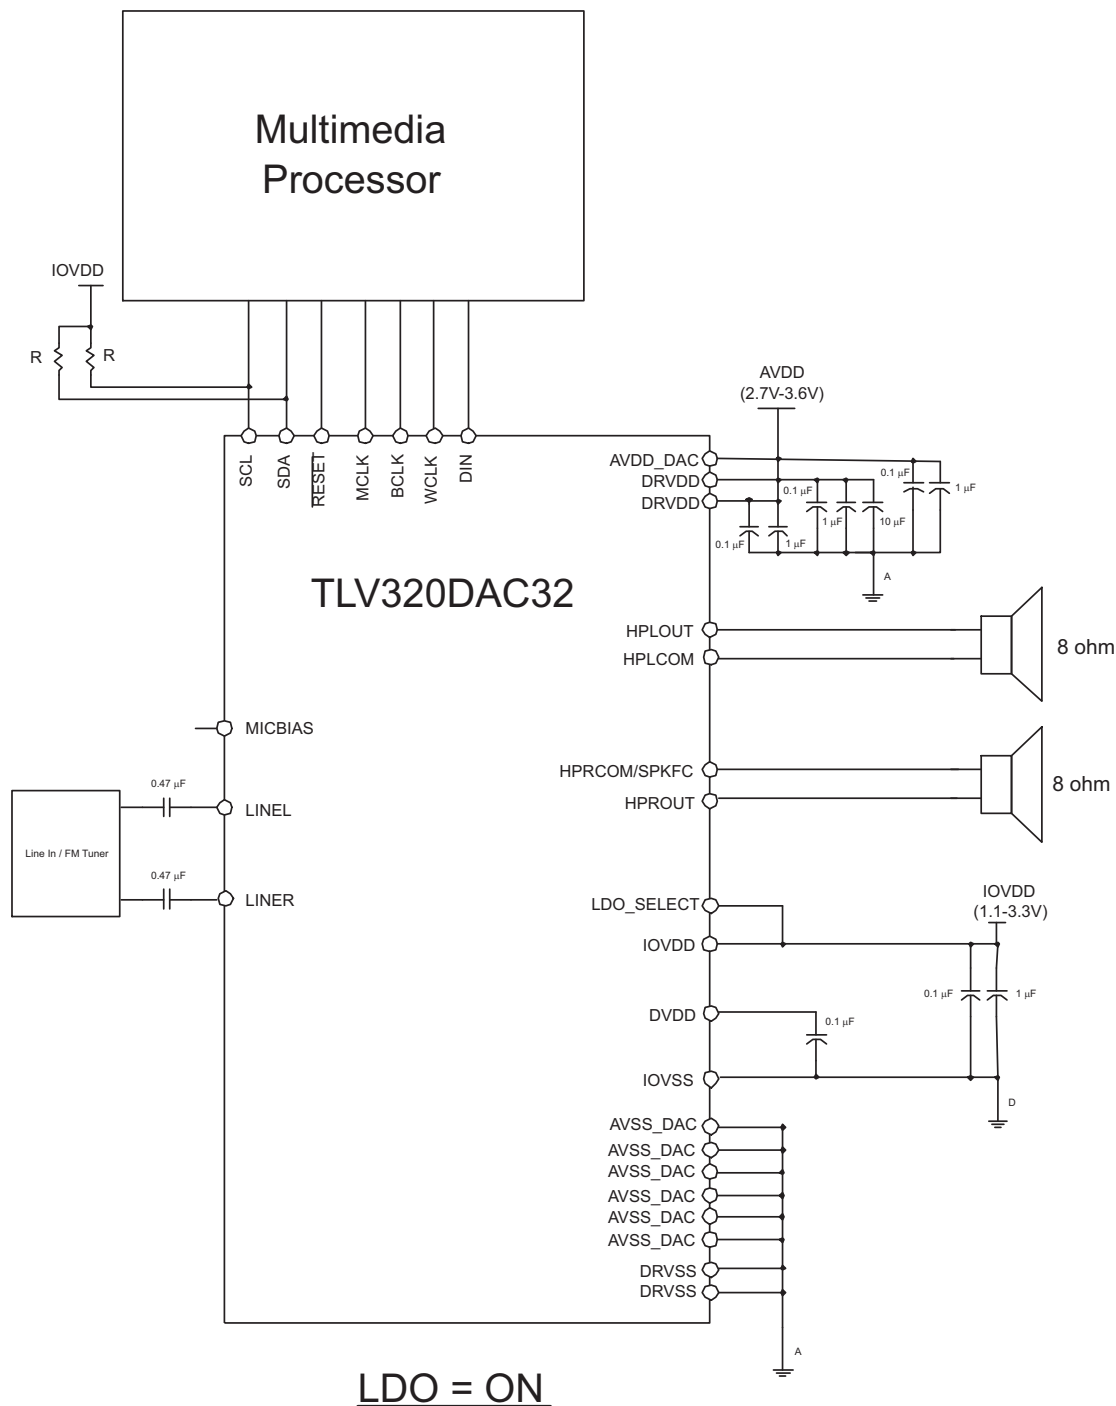 Multimedia
Processor
IOVDD
R
R
SCL
SDA
RESET
MCLK
BCLK
WCLK
DIN
AVDD
(2.7V-3.6V)
AVDD_DAC
DRVDD
DRVDD
0.1 μF
1 μF
0.1 μF
1 μF
10 μF
0.1 μF
1 μF
A
TLV320DAC32
HPLOUT
HPLCOM
8 ohm
MICBIAS
HPRCOM/SPKFC
HPROUT
8 ohm
0.47 μF
LINEL
Line In / FM Tuner
0.47 μF
LINER
LDO_SELECT
IOVDD
IOVDD
(1.1-3.3V)
0.1 μF
1 μF
DVDD
0.1 μF
IOVSS
D
AVSS_DAC
AVSS_DAC
AVSS_DAC
AVSS_DAC
AVSS_DAC
AVSS_DAC
DRVSS
DRVSS
A
LDO = ON